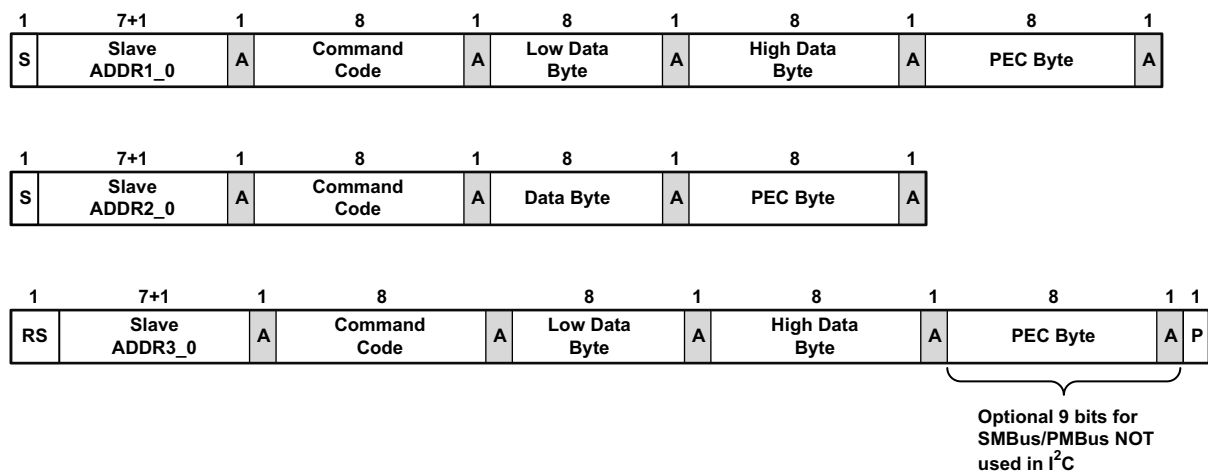 1 7+1 1 8 1 8 1 8 1 8 1
S Slave ADDR1_0 A Command Code A Low Data Byte A High Data Byte A PEC Byte A
1 7+1 1 8 1 8 1 8 1
S Slave ADDR2_0 A Command Code A Data Byte A PEC Byte A
1 7+1 1 8 8 1 8 1 8 1 1
RS Slave ADDR3_0 A Command Code A Low Data Byte A High Data Byte A PEC Byte A P
Optional 9 bits for
SMBus/PMBus NOT
used in I²C